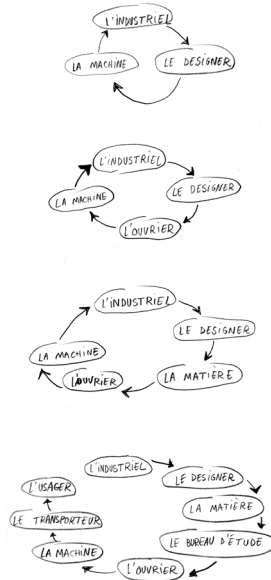 L'INDUSTRIEL
LE DESIGNER
LA MACHINE
L'INDUSTRIEL
LE DESIGNER
LA MACHINE
L'OUVRIER
L'INDUSTRIEL
LE DESIGNER
LA MACHINE
L'OUVRIER
LA MATIÈRE
L'INDUSTRIEL
LE DESIGNER
L'USAGER
LA MATIÈRE
LE TRANSPORTEUR
LE BUREAU D'ÉTUDE
LA MACHINE
L'OUVRIER